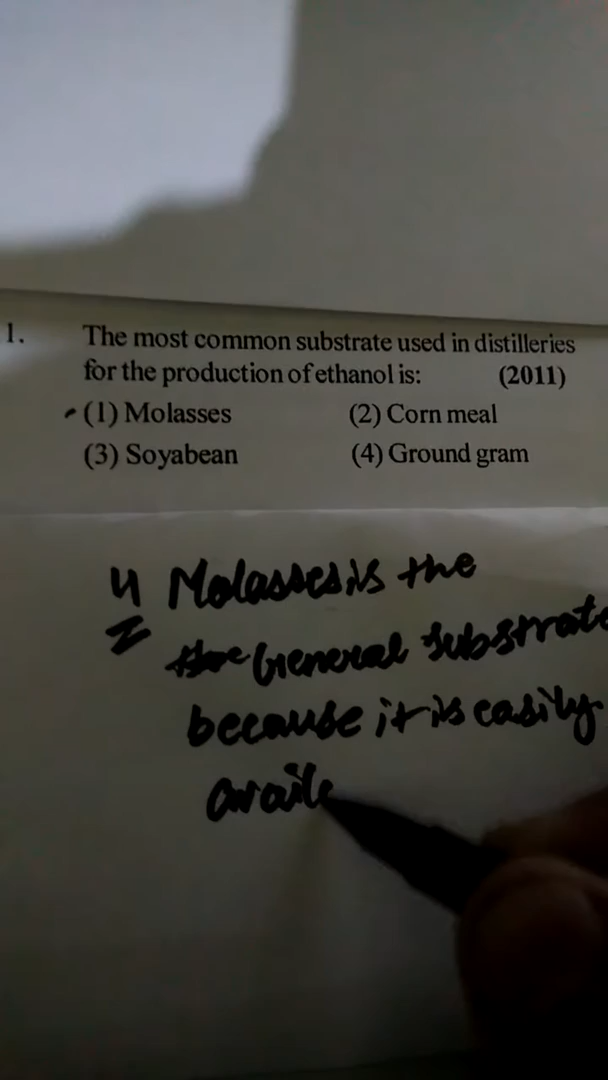 1. The most common substrate used in distilleries
for the production of ethanol is: (2011)
(1) Molasses (2) Corn meal
(3) Soyabean (4) Ground gram
Molasses is the
General substrate
because it is easily
availe